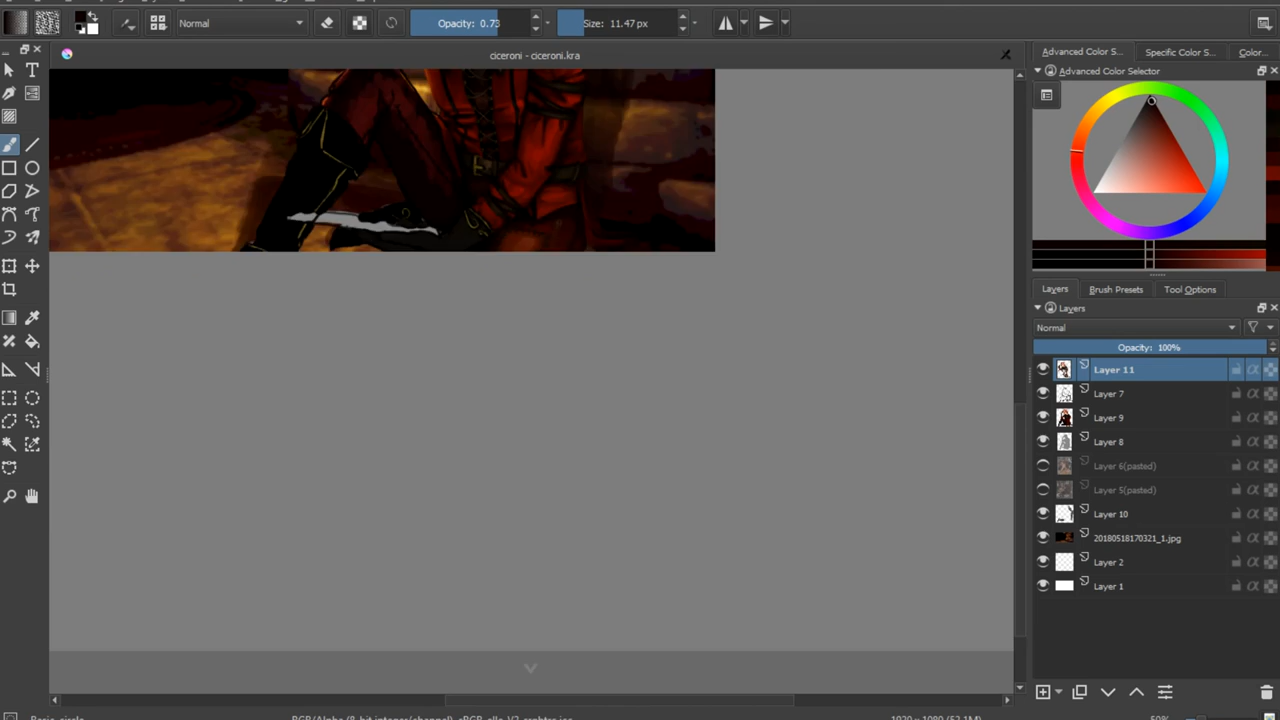 Normal
Opacity: 0.73
Size: 11.47 px
ciceroni - ciceroni.kra
Advanced Color S...
Specific Color S...
Color...
Advanced Color Selector
Layers
Brush Presets
Tool Options
Layers
Normal
Opacity: 100%
Layer 11
Layer 7
Layer 9
Layer 8
Layer 6(pasted)
Layer 5(pasted)
Layer 10
20180518170321_1.jpg
Layer 2
Layer 1